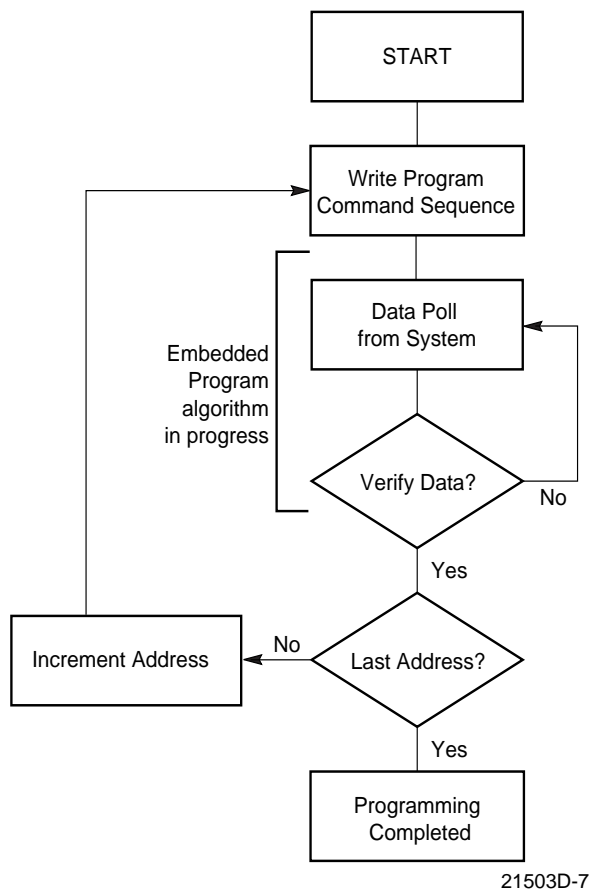 START
Write Program
Command Sequence
Data Poll
from System
Embedded
Program
algorithm
in progress
Verify Data?
No
Yes
Last Address?
No
Increment Address
Yes
Programming
Completed
21503D-7